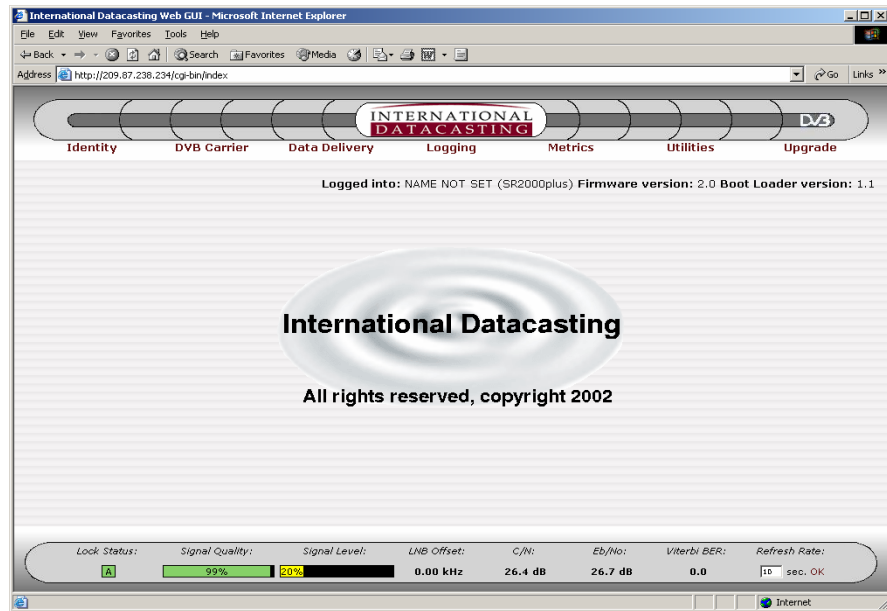 International Datacasting Web GUI - Microsoft Internet Explorer
File Edit View Favorites Tools Help
Back Search Favorites Media
Address http://209.87.238.234/cgi-bin/index Go Links »
INTERNATIONAL
DATACASTING
DVB
Identity DVB Carrier Data Delivery Logging Metrics Utilities Upgrade
Logged into: NAME NOT SET (SR2000plus) Firmware version: 2.0 Boot Loader version: 1.1
International Datacasting
All rights reserved, copyright 2002
Lock Status: Signal Quality: Signal Level: LNB Offset: C/N: Eb/No: Viterbi BER: Refresh Rate:
A 99% 20% 0.00 kHz 26.4 dB 26.7 dB 0.0 10 sec. OK
Internet